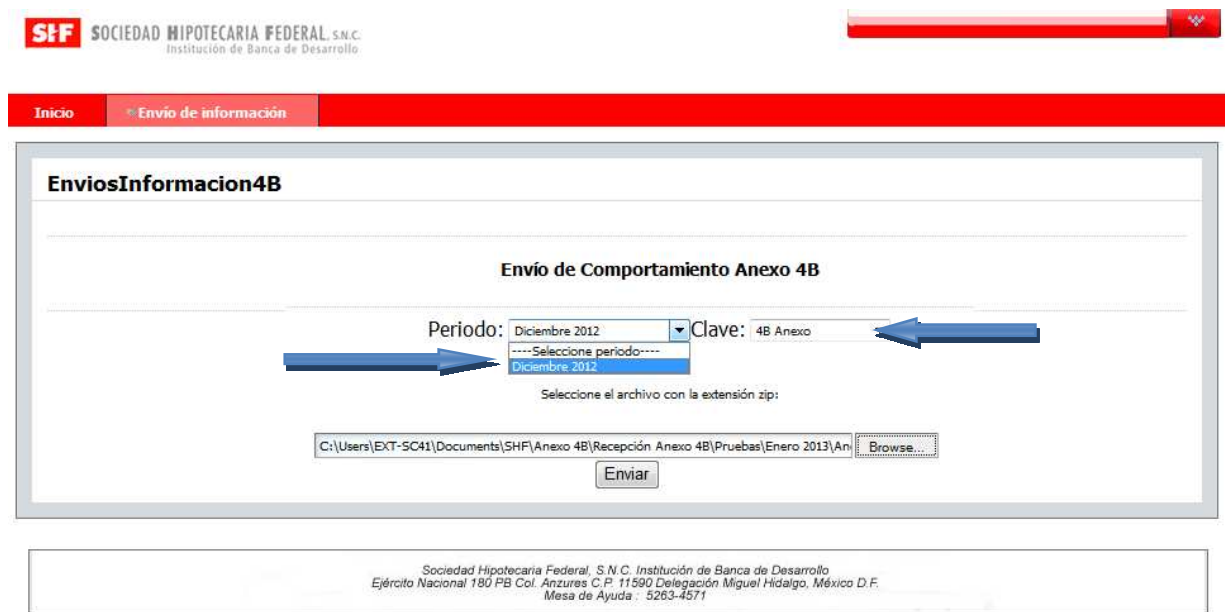 SHF SOCIEDAD HIPOTECARIA FEDERAL, S.N.C.
Institución de Banca de Desarrollo
Inicio Envío de información
EnviosInformacion4B
Envío de Comportamiento Anexo 4B
Periodo: Diciembre 2012 Clave: 4B Anexo
----Seleccione periodo----
Diciembre 2012
Seleccione el archivo con la extensión zip:
C:\Users\EXT-SC41\Documents\SHF\Anexo 4B\Recepción Anexo 4B\Pruebas\Enero 2013\An Browse...
Enviar
Sociedad Hipotecaria Federal, S.N.C. Institución de Banca de Desarrollo
Ejército Nacional 180 PB Col. Anzures C.P. 11590 Delegación Miguel Hidalgo, México D.F.
Mesa de Ayuda : 5263-4571